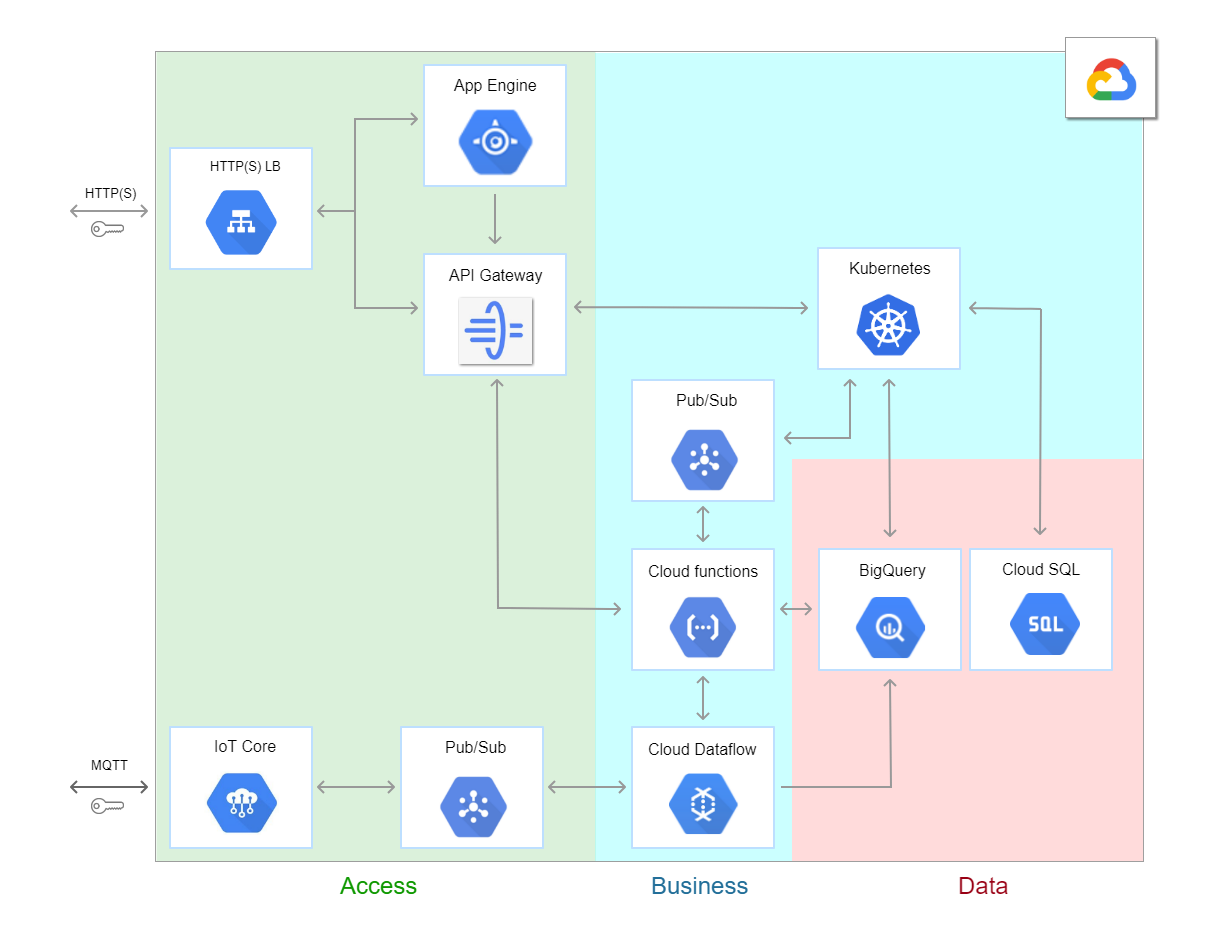 App Engine
HTTP(S) LB
HTTP(S)
API Gateway
Kubernetes
Pub/Sub
Cloud functions
BigQuery
Cloud SQL
SQL
IoT Core
Pub/Sub
Cloud Dataflow
MQTT
Access
Business
Data